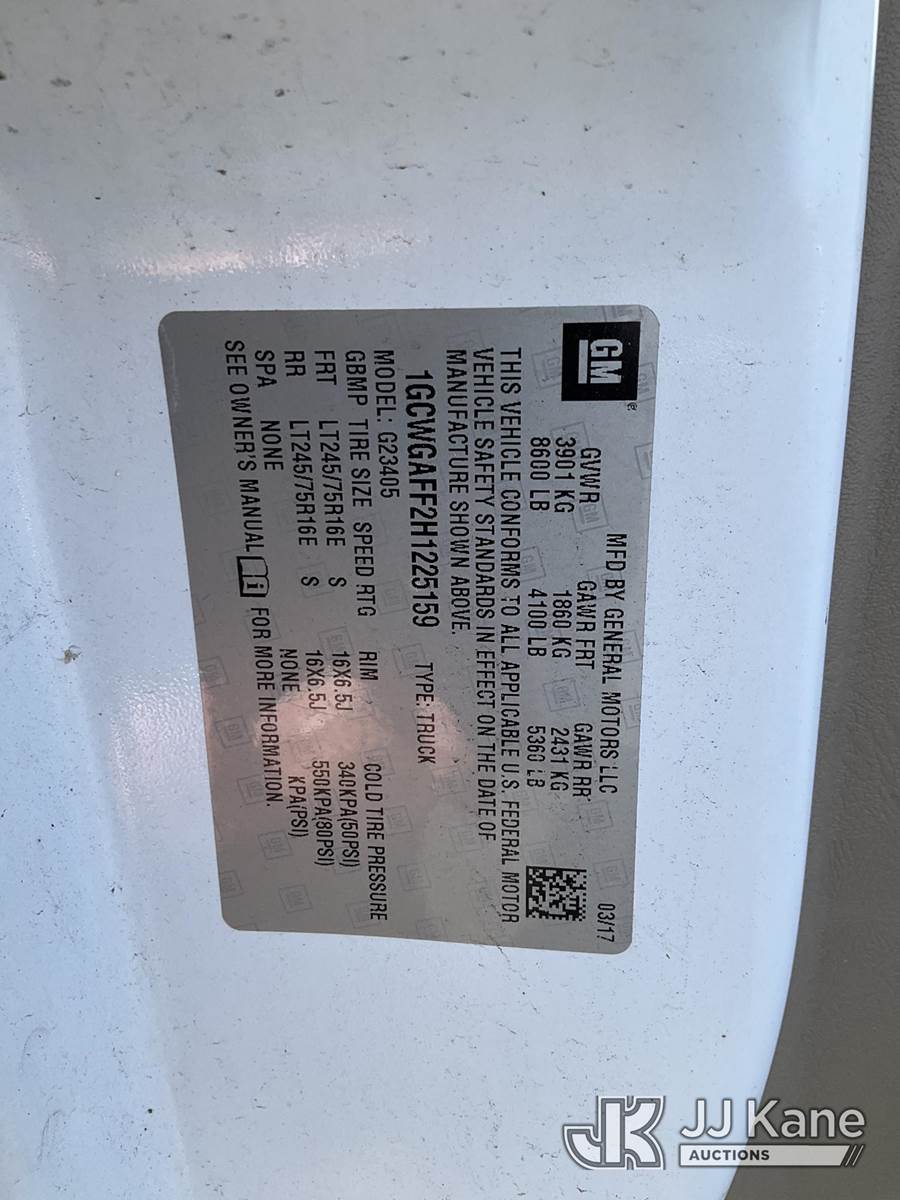 GM
MFD BY GENERAL MOTORS LLC 03/17
GVWR GAWR FRT GAWR RR
3901 KG 1860 KG 2431 KG
8600 LB 4100 LB 5360 LB
THIS VEHICLE CONFORMS TO ALL APPLICABLE U.S. FEDERAL MOTOR
VEHICLE SAFETY STANDARDS IN EFFECT ON THE DATE OF
MANUFACTURE SHOWN ABOVE.
1GCWGAFF2H1225159 TYPE: TRUCK
MODEL: G23405
GBMP TIRE SIZE SPEED RTG RIM COLD TIRE PRESSURE
FRT LT245/75R16E S 16X6.5J 340KPA(50PSI)
RR LT245/75R16E S 16X6.5J 550KPA(80PSI)
SPA NONE NONE KPA(PSI)
SEE OWNER'S MANUAL i FOR MORE INFORMATION
JK JJ Kane
AUCTIONS